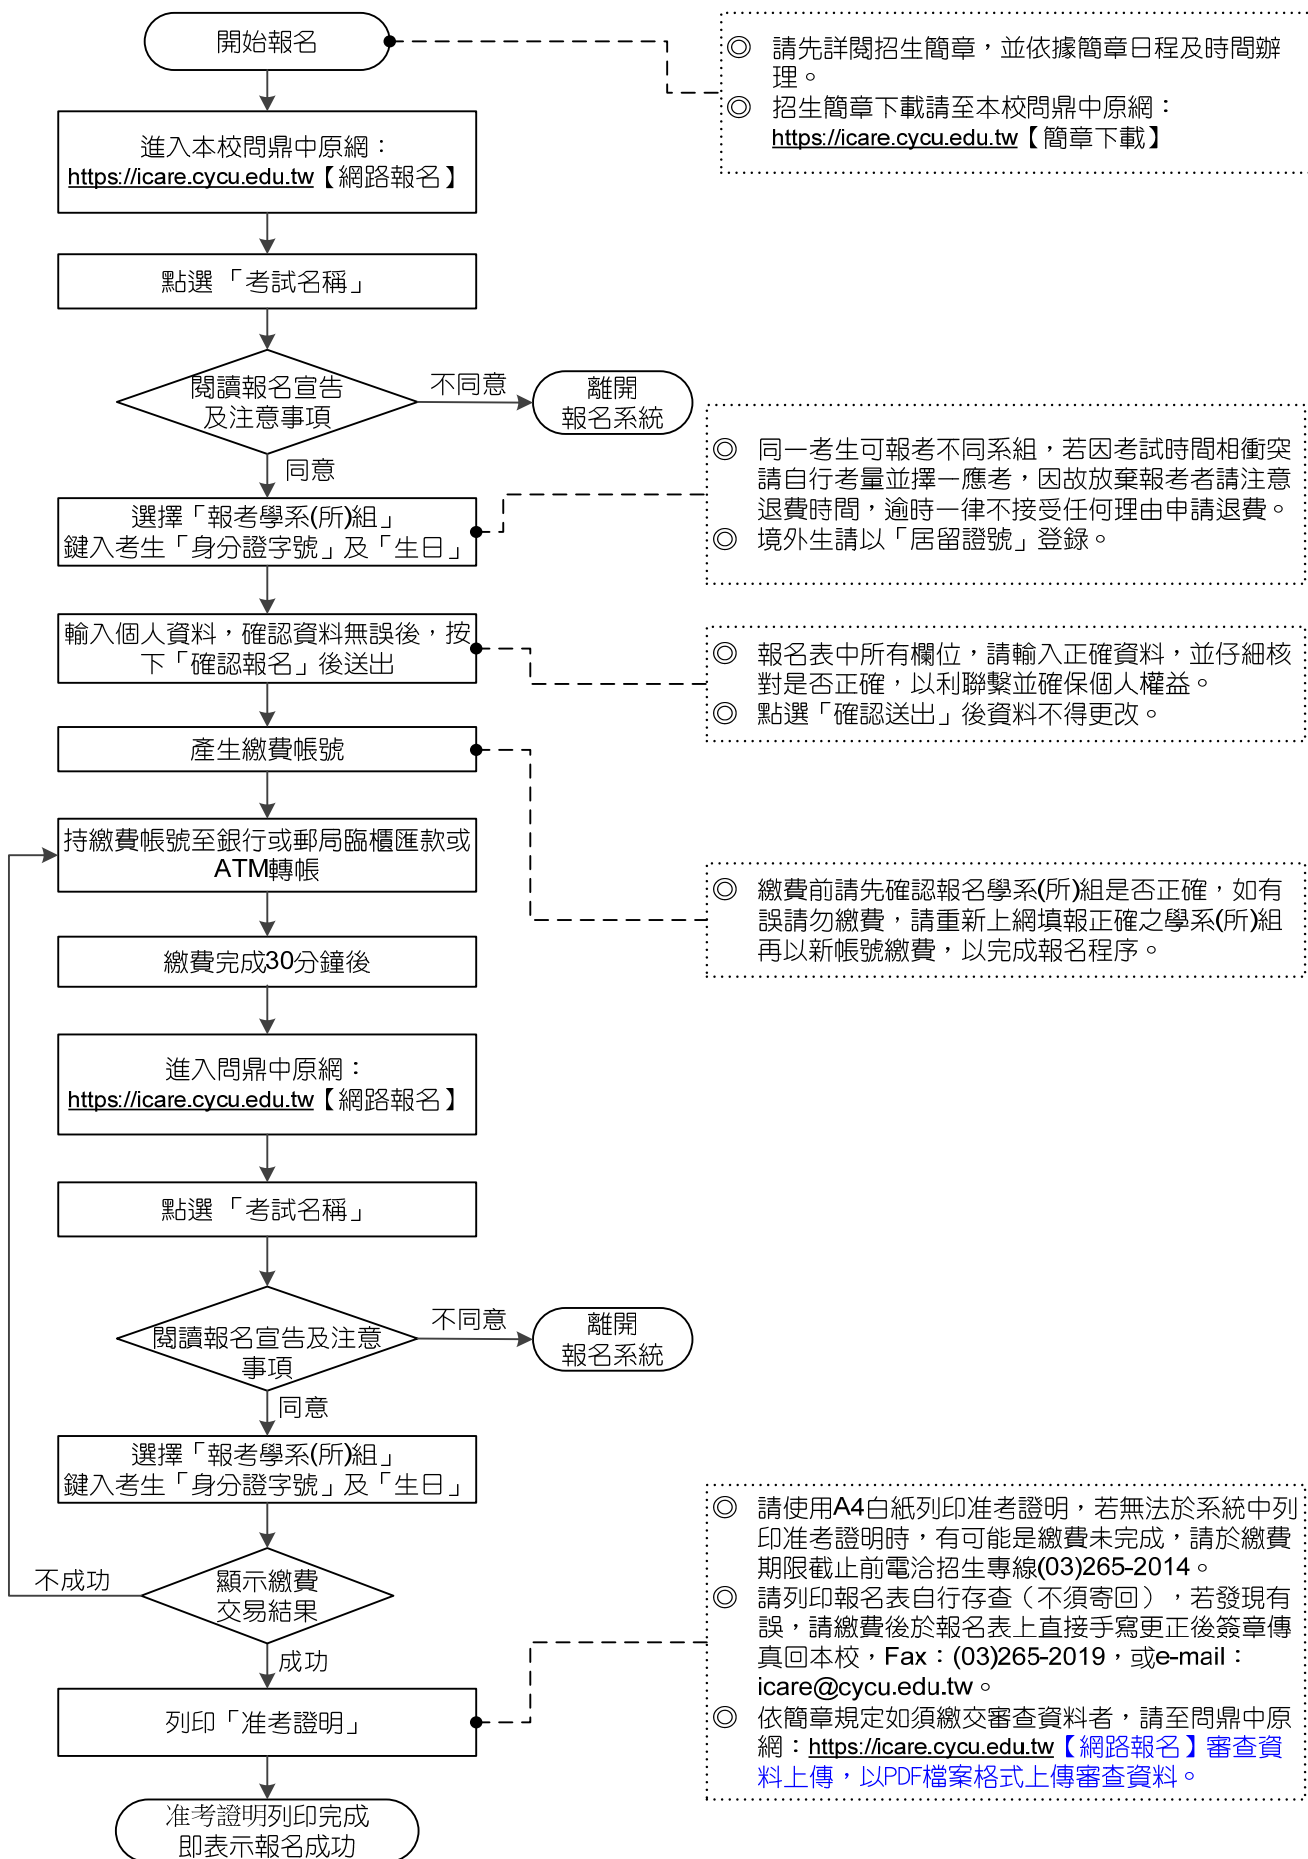 開始報名
◎ 請先詳閱招生簡章，並依據簡章日程及時間辦
理。
◎ 招生簡章下載請至本校問鼎中原網：
https://icare.cycu.edu.tw【簡章下載】
進入本校問鼎中原網：
https://icare.cycu.edu.tw【網路報名】
點選「考試名稱」
閱讀報名宣告
及注意事項
不同意
離開
報名系統
同意
選擇「報考學系(所)組」
鍵入考生「身分證字號」及「生日」
◎ 同一考生可報考不同系組，若因考試時間相衝突
請自行考量並擇一應考，因故放棄報考者請注意
退費時間，逾時一律不接受任何理由申請退費。
◎ 境外生請以「居留證號」登錄。
輸入個人資料，確認資料無誤後，按
下「確認報名」後送出
◎ 報名表中所有欄位，請輸入正確資料，並仔細核
對是否正確，以利聯繫並確保個人權益。
◎ 點選「確認送出」後資料不得更改。
產生繳費帳號
持繳費帳號至銀行或郵局臨櫃匯款或
ATM轉帳
◎ 繳費前請先確認報名學系(所)組是否正確，如有
誤請勿繳費，請重新上網填報正確之學系(所)組
再以新帳號繳費，以完成報名程序。
繳費完成30分鐘後
進入問鼎中原網：
https://icare.cycu.edu.tw【網路報名】
點選「考試名稱」
閱讀報名宣告及注意
事項
不同意
離開
報名系統
同意
選擇「報考學系(所)組」
鍵入考生「身分證字號」及「生日」
顯示繳費
交易結果
不成功
成功
列印「准考證明」
◎ 請使用A4白紙列印准考證明，若無法於系統中列
印准考證明時，有可能是繳費未完成，請於繳費
期限截止前電洽招生專線(03)265-2014。
◎ 請列印報名表自行存查（不須寄回），若發現有
誤，請繳費後於報名表上直接手寫更正後簽章傳
真回本校，Fax：(03)265-2019，或e-mail：
icare@cycu.edu.tw。
◎ 依簡章規定如須繳交審查資料者，請至問鼎中原
網：https://icare.cycu.edu.tw【網路報名】審查資
料上傳，以PDF檔案格式上傳審查資料。
准考證明列印完成
即表示報名成功